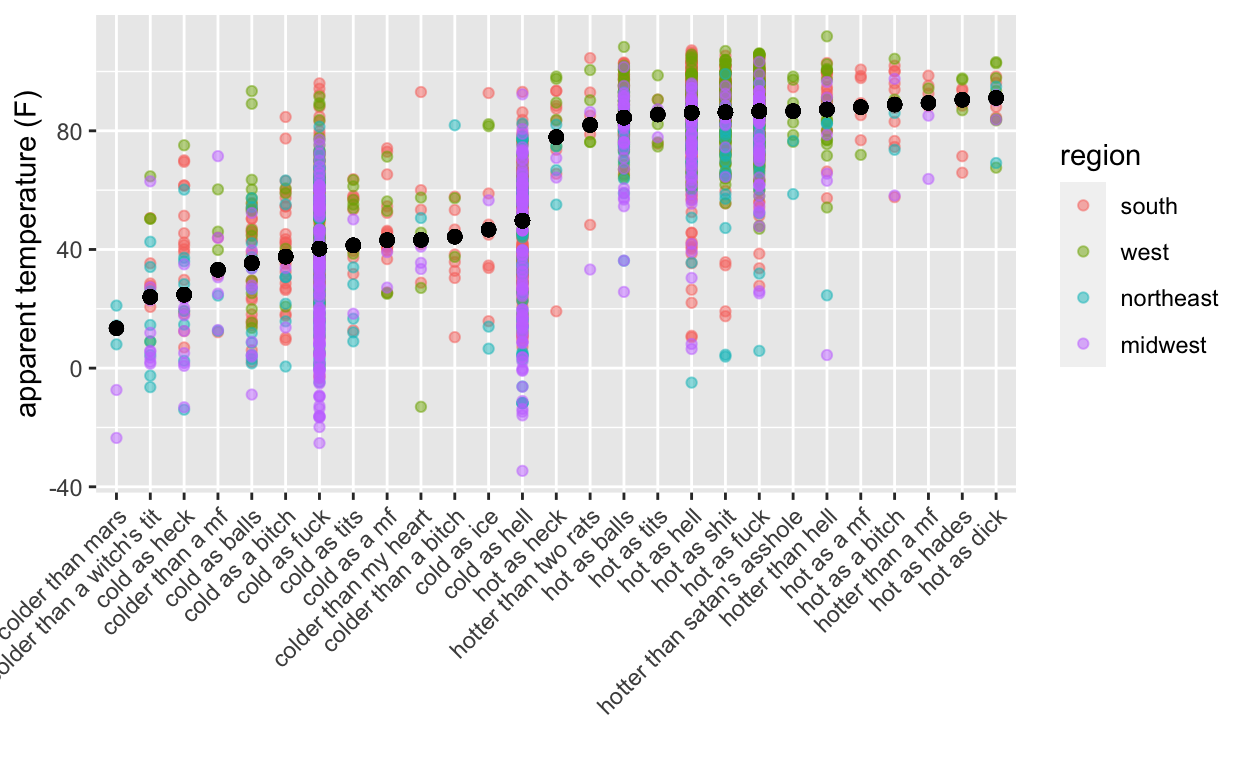 apparent temperature (F)
80
40
0
-40
colder than mars
colder than a witch's tit
cold as heck
colder than a mf
cold as balls
cold as a bitch
cold as fuck
cold as tits
cold as a mf
colder than my heart
colder than a bitch
cold as ice
cold as hell
hot as heck
hotter than two rats
hot as balls
hot as tits
hot as hell
hot as shit
hot as fuck
hotter than satan's asshole
hotter than hell
hot as a mf
hot as a bitch
hotter than a mf
hot as hades
hot as dick
region
south
west
northeast
midwest